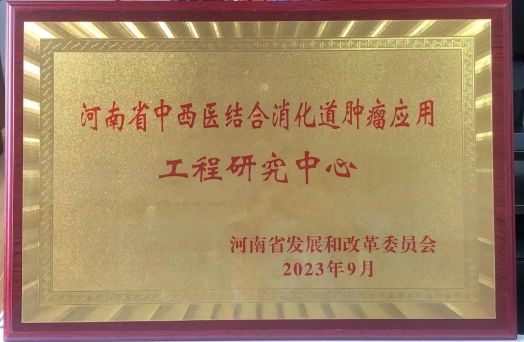 河南省中西医结合消化道肿瘤应用
工程研究中心
河南省发展和改革委员会
2023年9月